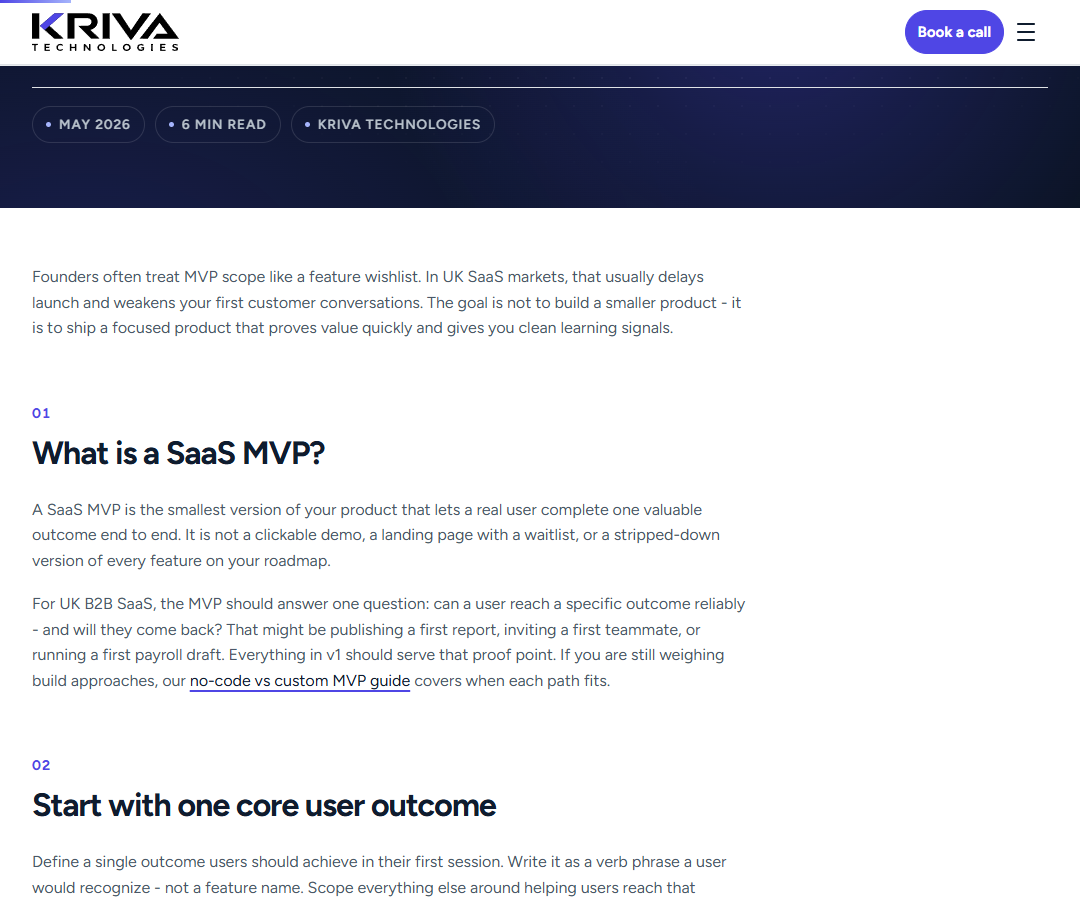 KRIVA
TECHNOLOGIES
Book a call
MAY 2026
6 MIN READ
KRIVA TECHNOLOGIES
Founders often treat MVP scope like a feature wishlist. In UK SaaS markets, that usually delays
launch and weakens your first customer conversations. The goal is not to build a smaller product - it
is to ship a focused product that proves value quickly and gives you clean learning signals.
01
What is a SaaS MVP?
A SaaS MVP is the smallest version of your product that lets a real user complete one valuable
outcome end to end. It is not a clickable demo, a landing page with a waitlist, or a stripped-down
version of every feature on your roadmap.
For UK B2B SaaS, the MVP should answer one question: can a user reach a specific outcome reliably
- and will they come back? That might be publishing a first report, inviting a first teammate, or
running a first payroll draft. Everything in v1 should serve that proof point. If you are still weighing
build approaches, our no-code vs custom MVP guide covers when each path fits.
02
Start with one core user outcome
Define a single outcome users should achieve in their first session. Write it as a verb phrase a user
would recognize - not a feature name. Scope everything else around helping users reach that